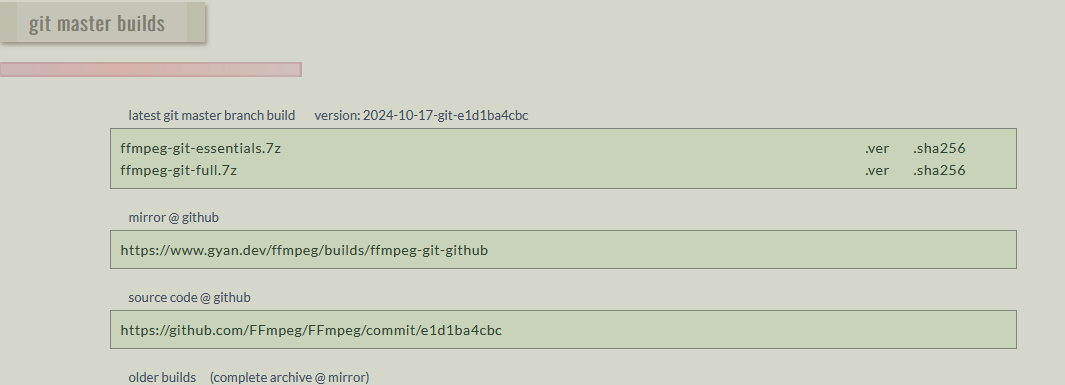 git master builds
latest git master branch build version: 2024-10-17-git-e1d1ba4cbc
ffmpeg-git-essentials.7z .ver .sha256
ffmpeg-git-full.7z .ver .sha256
mirror @ github
https://www.gyan.dev/ffmpeg/builds/ffmpeg-git-github
source code @ github
https://github.com/FFmpeg/FFmpeg/commit/e1d1ba4cbc
older builds (complete archive @ mirror)